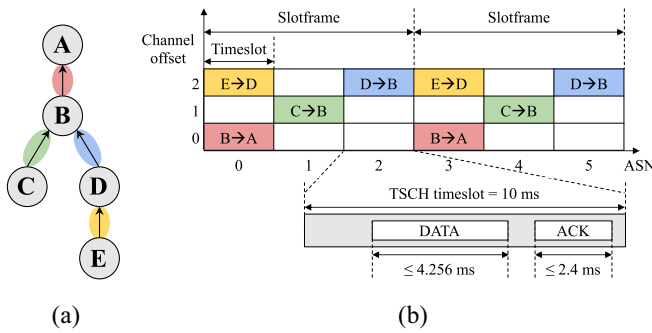 A
B
C
D
E
(a)
Slotframe Slotframe
Channel
offset
Timeslot
2 E→D D→B E→D D→B
1 C→B C→B
0 B→A B→A
0 1 2 3 4 5 ASN
TSCH timeslot = 10 ms
DATA ACK
≤ 4.256 ms ≤ 2.4 ms
(b)